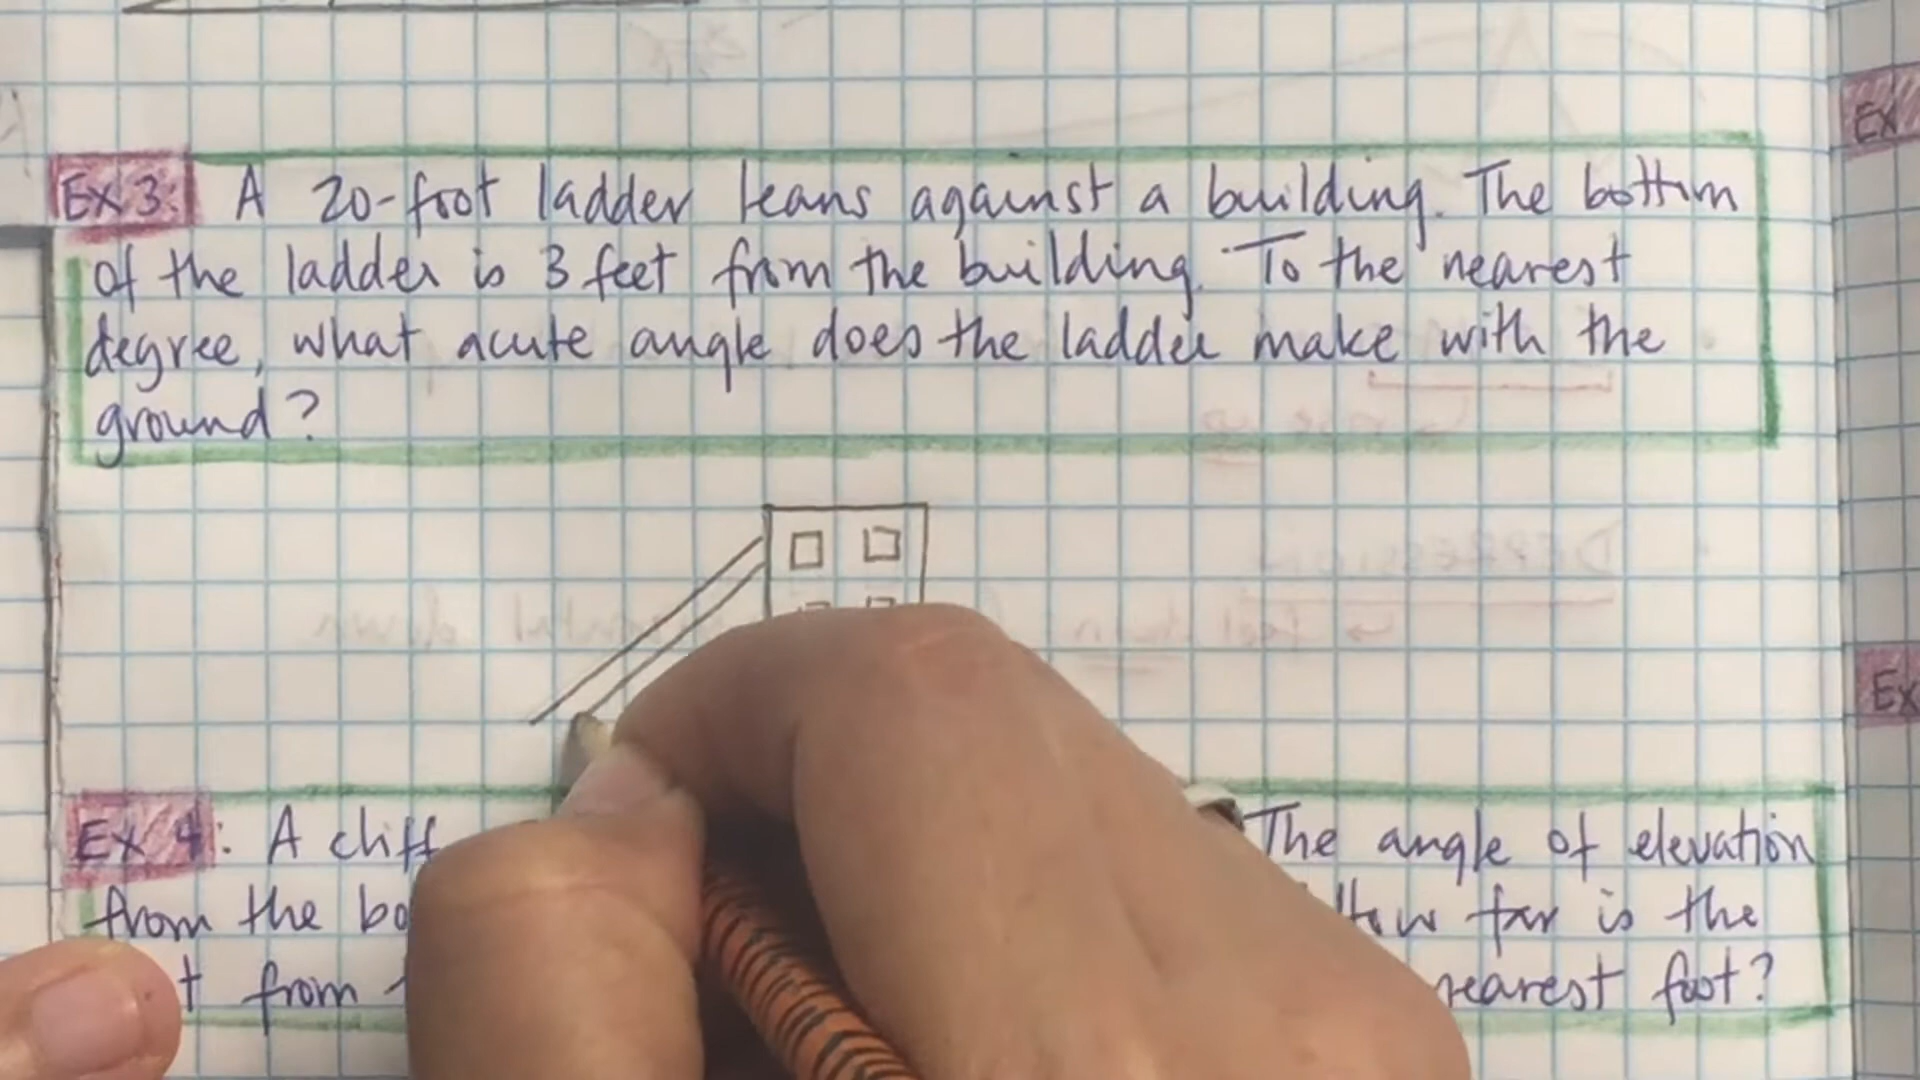 Ex 3: A 20-foot ladder leans against a building. The bottom
of the ladder is 3 feet from the building. To the nearest
degree, what acute angle does the ladder make with the
ground?
DEPRESSION
Ex 4: A cliff The angle of elevation
from the How far is the
from nearest foot?
Ex
Ex